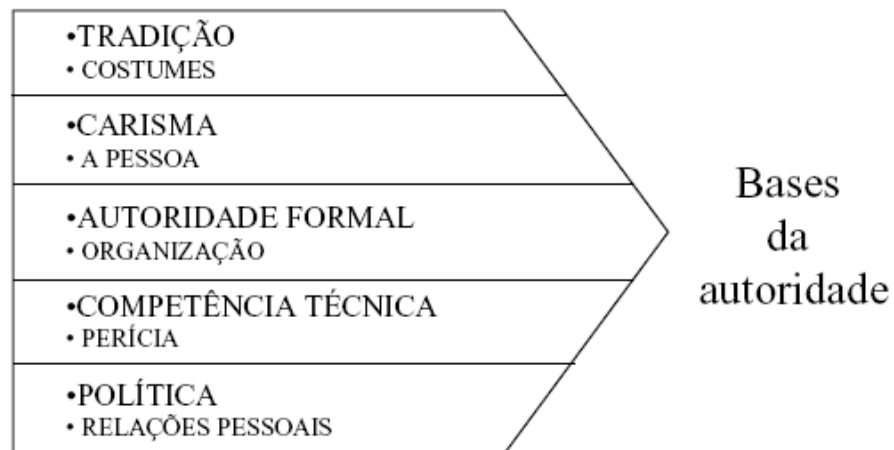 •TRADIÇÃO
• COSTUMES
•CARISMA
• A PESSOA
•AUTORIDADE FORMAL
• ORGANIZAÇÃO
•COMPETÊNCIA TÉCNICA
• PERÍCIA
•POLÍTICA
• RELAÇÕES PESSOAIS
Bases
da
autoridade